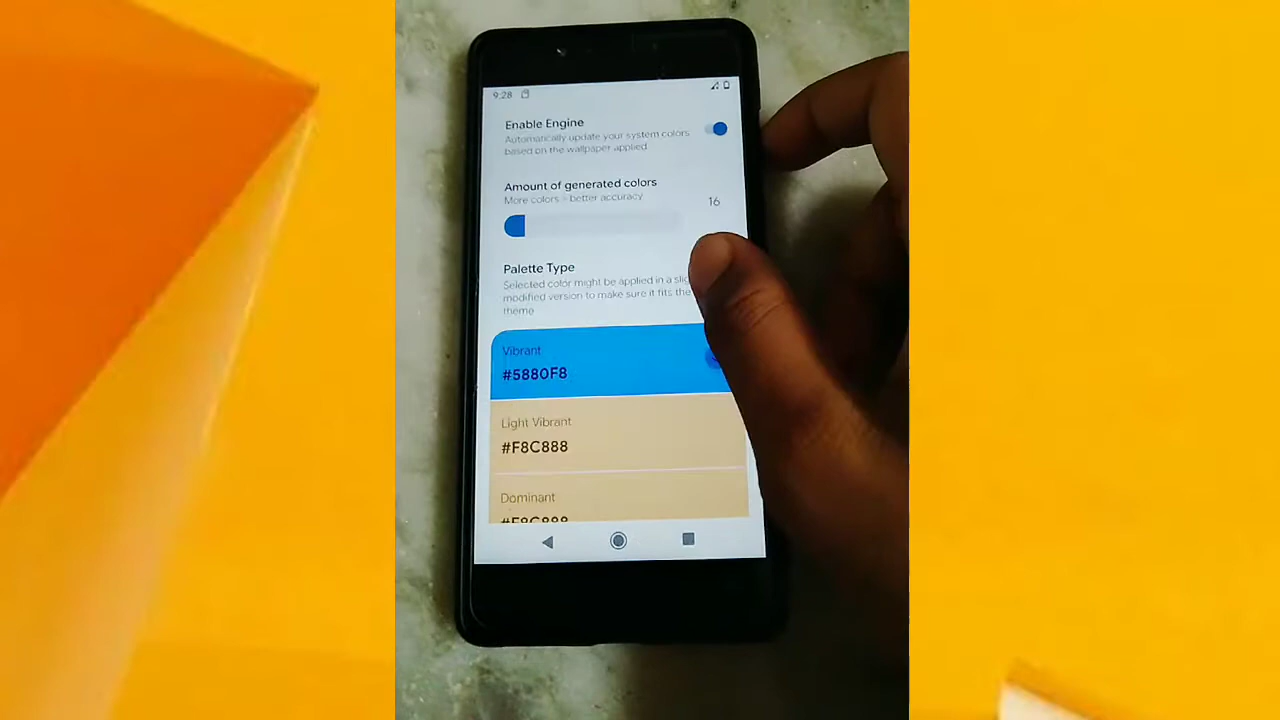 9:28
Enable Engine
Automatically update your system colors
based on the wallpaper applied
Amount of generated colors
More colors = better accuracy
16
Palette Type
Selected color might be applied in a
modified version to make sure it fits the
theme
Vibrant
#5880F8
Light Vibrant
#F8C888
Dominant
#F8C888